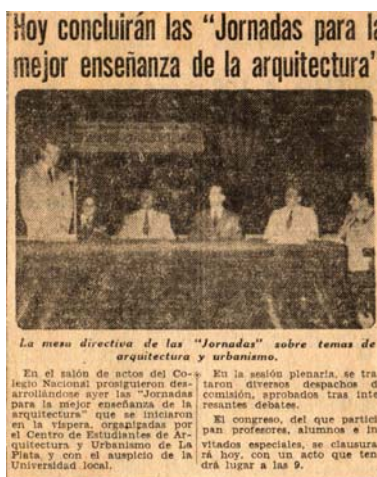 Hoy concluirán las "Jornadas para la
mejor enseñanza de la arquitectura"
La mesa directiva de las "Jornadas" sobre temas de
arquitectura y urbanismo.
En el salón de actos del Co-
legio Nacional prosiguieron des-
arrollándose ayer las "Jornadas
para la mejor enseñanza de la
arquitectura" que se iniciaron
en la víspera, organizadas por
el Centro de Estudiantes de Ar-
quitectura y Urbanismo de La
Plata y con el auspicio de la
Universidad local.
En la sesión plenaria, se tra
taron diversos despachos d
comisión, aprobados tras inte
resantes debates.
El congreso, del que partici
pan profesores, alumnos e in
vitados especiales, se clausura
rá hoy, con un acto que ten
drá lugar a las 9.